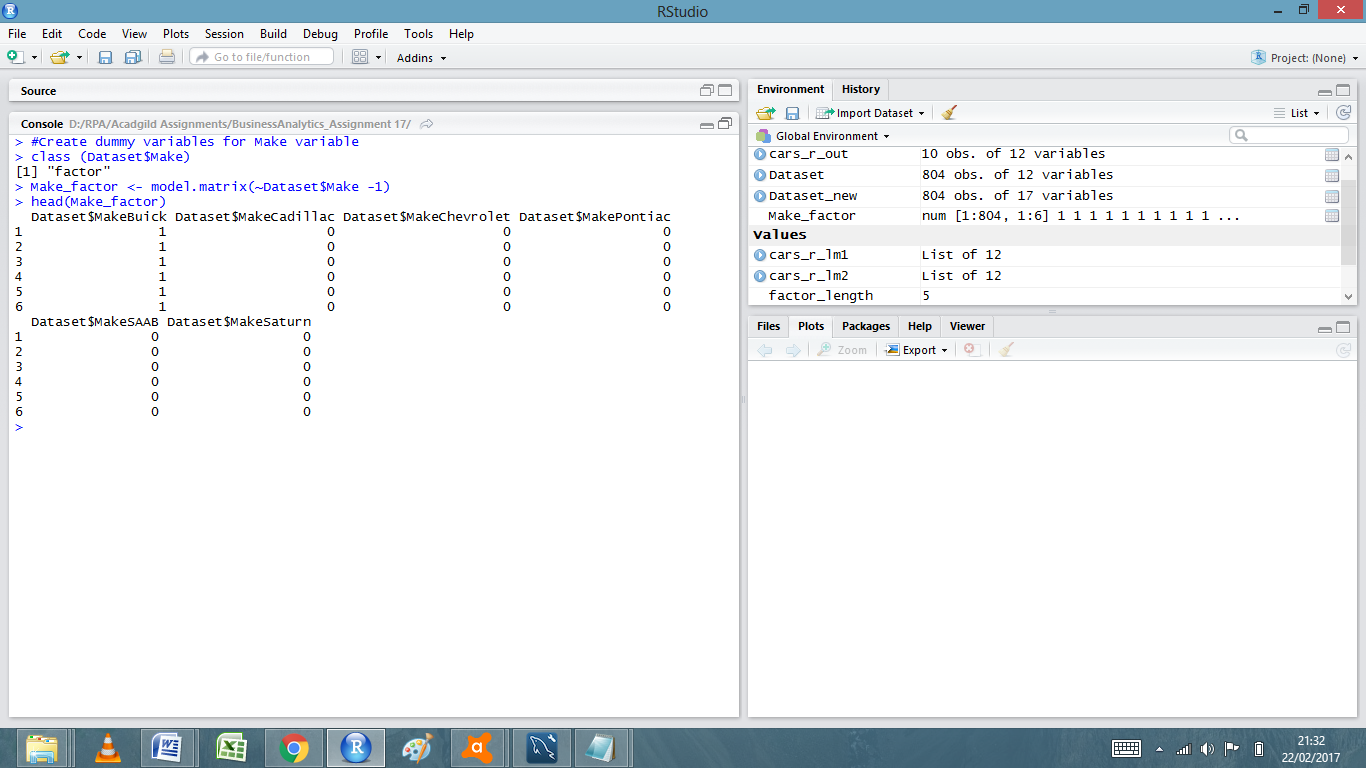 RStudio
File Edit Code View Plots Session Build Debug Profile Tools Help
Go to file/function Addins Project: (None)
Source
Console D:/RPA/Acadgild Assignments/BusinessAnalytics_Assignment 17/
> #Create dummy variables for Make variable
> class (Dataset$Make)
[1] "factor"
> Make_factor <- model.matrix(~Dataset$Make -1)
> head(Make_factor)
Dataset$MakeBuick Dataset$MakeCadillac Dataset$MakeChevrolet Dataset$MakePontiac
1 1 0 0 0
2 1 0 0 0
3 1 0 0 0
4 1 0 0 0
5 1 0 0 0
6 1 0 0 0
Dataset$MakeSAAB Dataset$MakeSaturn
1 0 0
2 0 0
3 0 0
4 0 0
5 0 0
6 0 0
>
Environment History
Import Dataset List
Global Environment
cars_r_out 10 obs. of 12 variables
Dataset 804 obs. of 12 variables
Dataset_new 804 obs. of 17 variables
Make_factor num [1:804, 1:6] 1 1 1 1 1 1 1 1 1 1 ...
Values
cars_r_lm1 List of 12
cars_r_lm2 List of 12
factor_length 5
Files Plots Packages Help Viewer
Zoom Export
21:32
22/02/2017